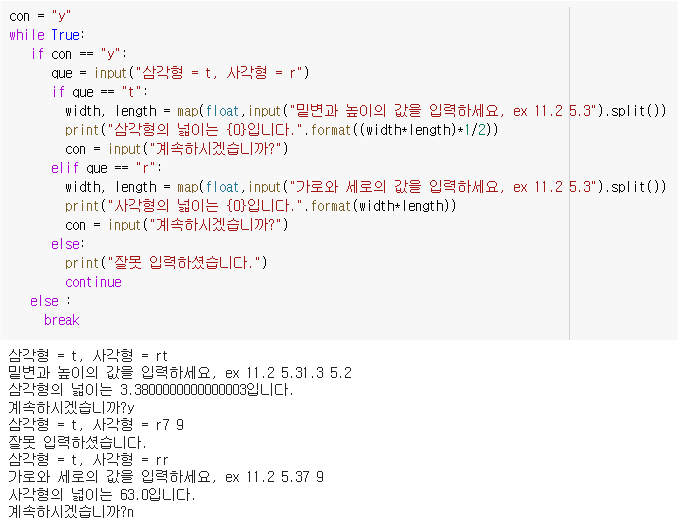 con = "y"
while True:
if con == "y":
que = input("삼각형 = t, 사각형 = r")
if que == "t":
width, length = map(float,input("밑변과 높이의 값을 입력하세요, ex 11.2 5.3").split())
print("삼각형의 넓이는 {0}입니다.".format((width*length)*1/2))
con = input("계속하시겠습니까?")
elif que == "r":
width, length = map(float,input("가로와 세로의 값을 입력하세요, ex 11.2 5.3").split())
print("사각형의 넓이는 {0}입니다.".format(width*length))
con = input("계속하시겠습니까?")
else:
print("잘못 입력하셨습니다.")
continue
else :
break
삼각형 = t, 사각형 = rt
밑변과 높이의 값을 입력하세요, ex 11.2 5.31.3 5.2
삼각형의 넓이는 3.3800000000000003입니다.
계속하시겠습니까?y
삼각형 = t, 사각형 = r7 9
잘못 입력하셨습니다.
삼각형 = t, 사각형 = rr
가로와 세로의 값을 입력하세요, ex 11.2 5.37 9
사각형의 넓이는 63.0입니다.
계속하시겠습니까?n